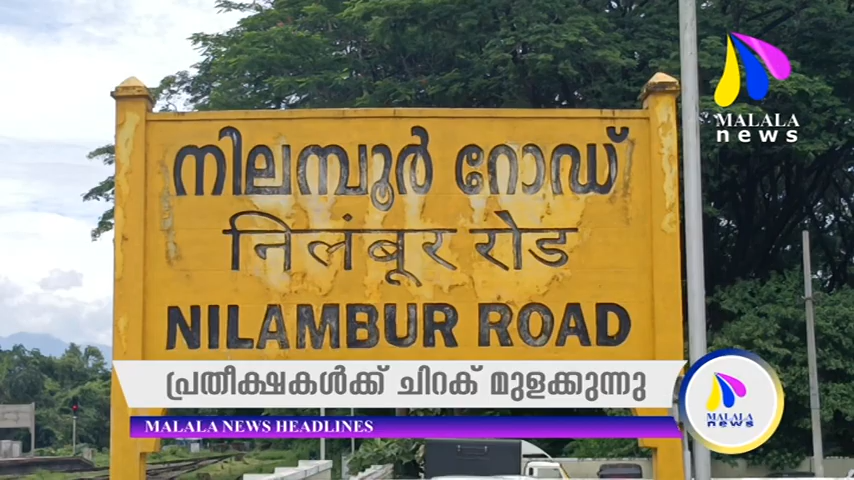 MALALA
news
നിലമ്പൂർ റോഡ്
निलंबूर रोड
NILAMBUR ROAD
പ്രതീക്ഷകൾക്ക് ചിറക് മുളക്കുന്നു
MALALA NEWS HEADLINES
MALALA
news